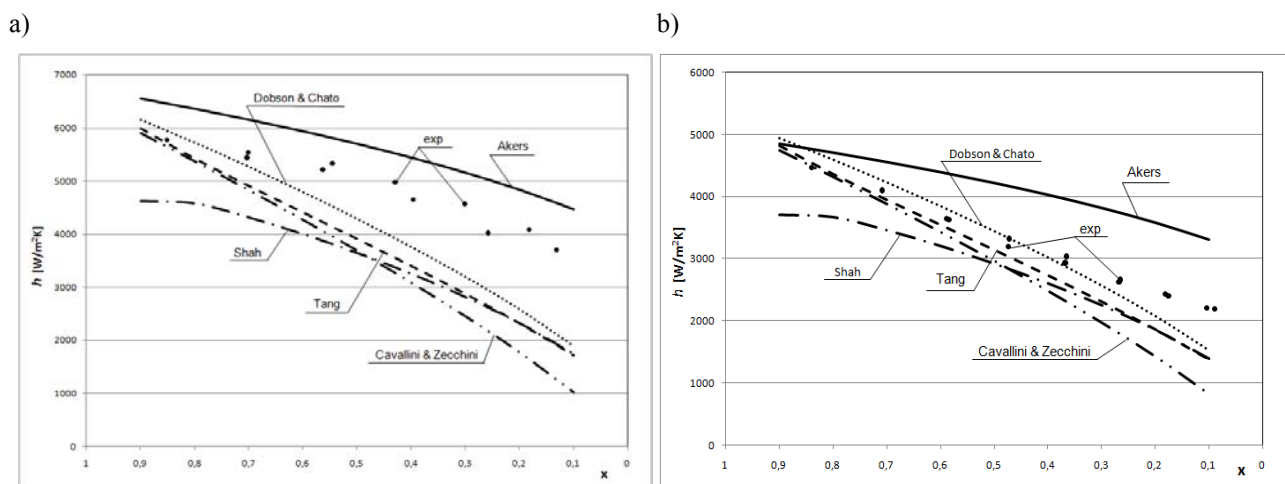 a)
7000
6000
5000
4000
3000
2000
1000
0
h [W/m²K]
Dobson & Chato
exp
Akers
Shah
Tang
Cavallini & Zecchini
1 0,9 0,8 0,7 0,6 0,5 0,4 0,3 0,2 0,1 0
x
b)
6000
5000
4000
3000
2000
1000
0
h [W/m²K]
Dobson & Chato
Akers
exp
Shah
Tang
Cavallini & Zecchini
1 0,9 0,8 0,7 0,6 0,5 0,4 0,3 0,2 0,1 0
x